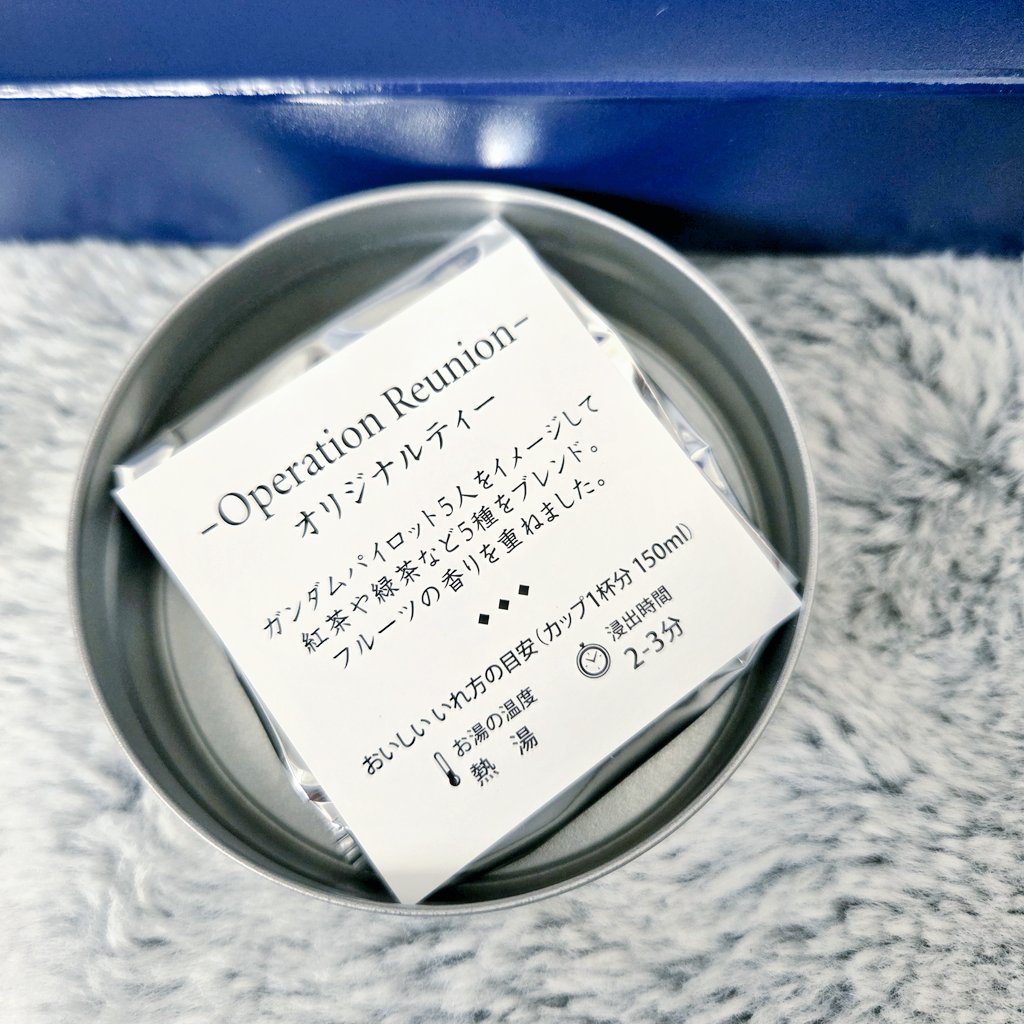 -Operation Reunion-
オリジナルティー
ガンダムパイロット5人をイメージして
紅茶や緑茶など5種をブレンド。
フルーツの香りを重ねました。
おいしいいれ方の目安(カップ1杯分 150ml)
お湯の温度
熱 湯
浸出時間
2-3分